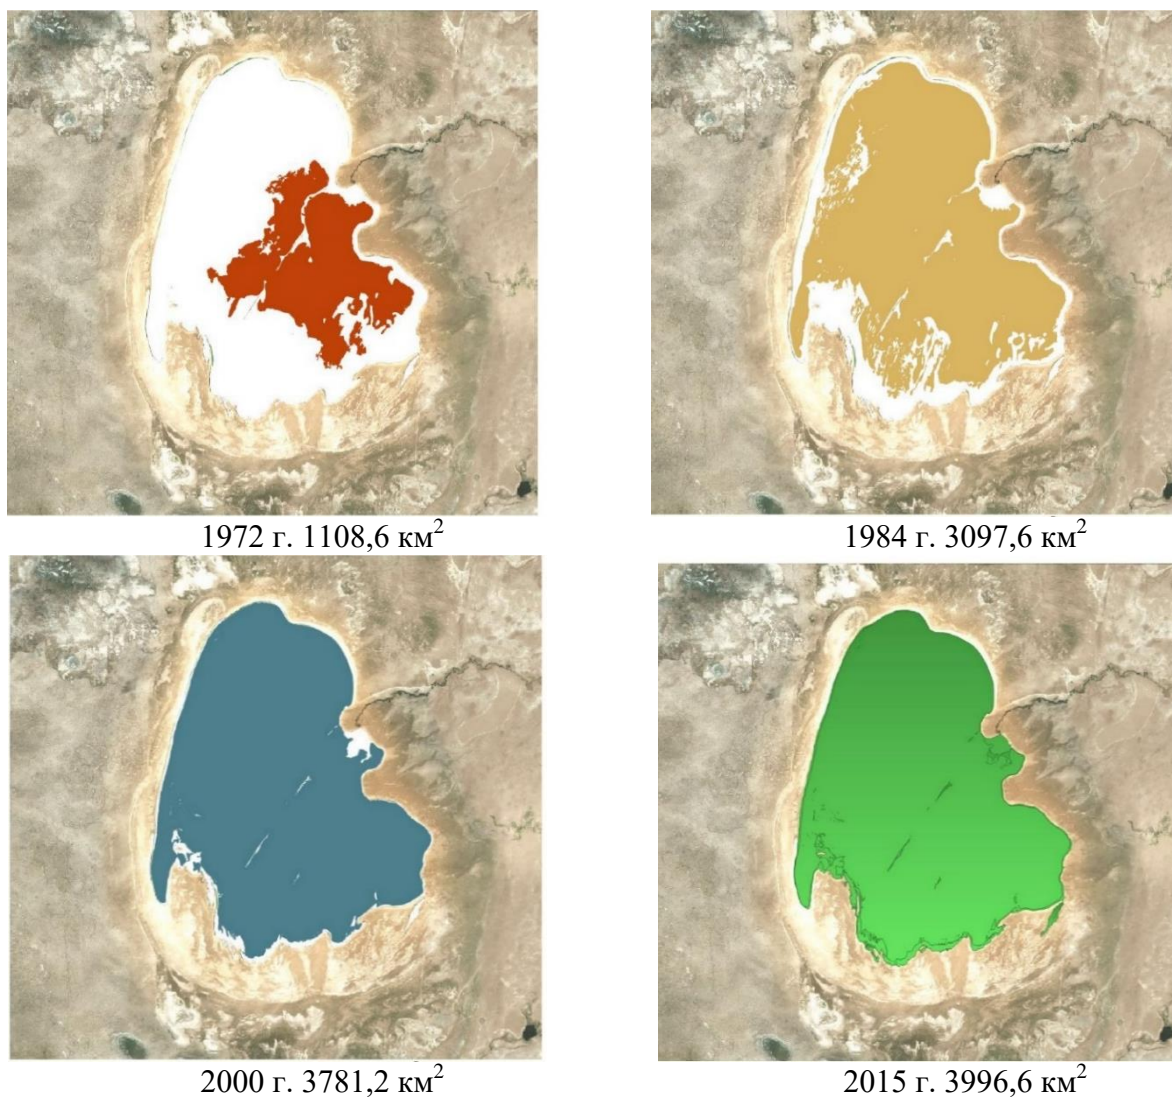 1972 г. 1108,6 км²
1984 г. 3097,6 км²
2000 г. 3781,2 км²
2015 г. 3996,6 км²